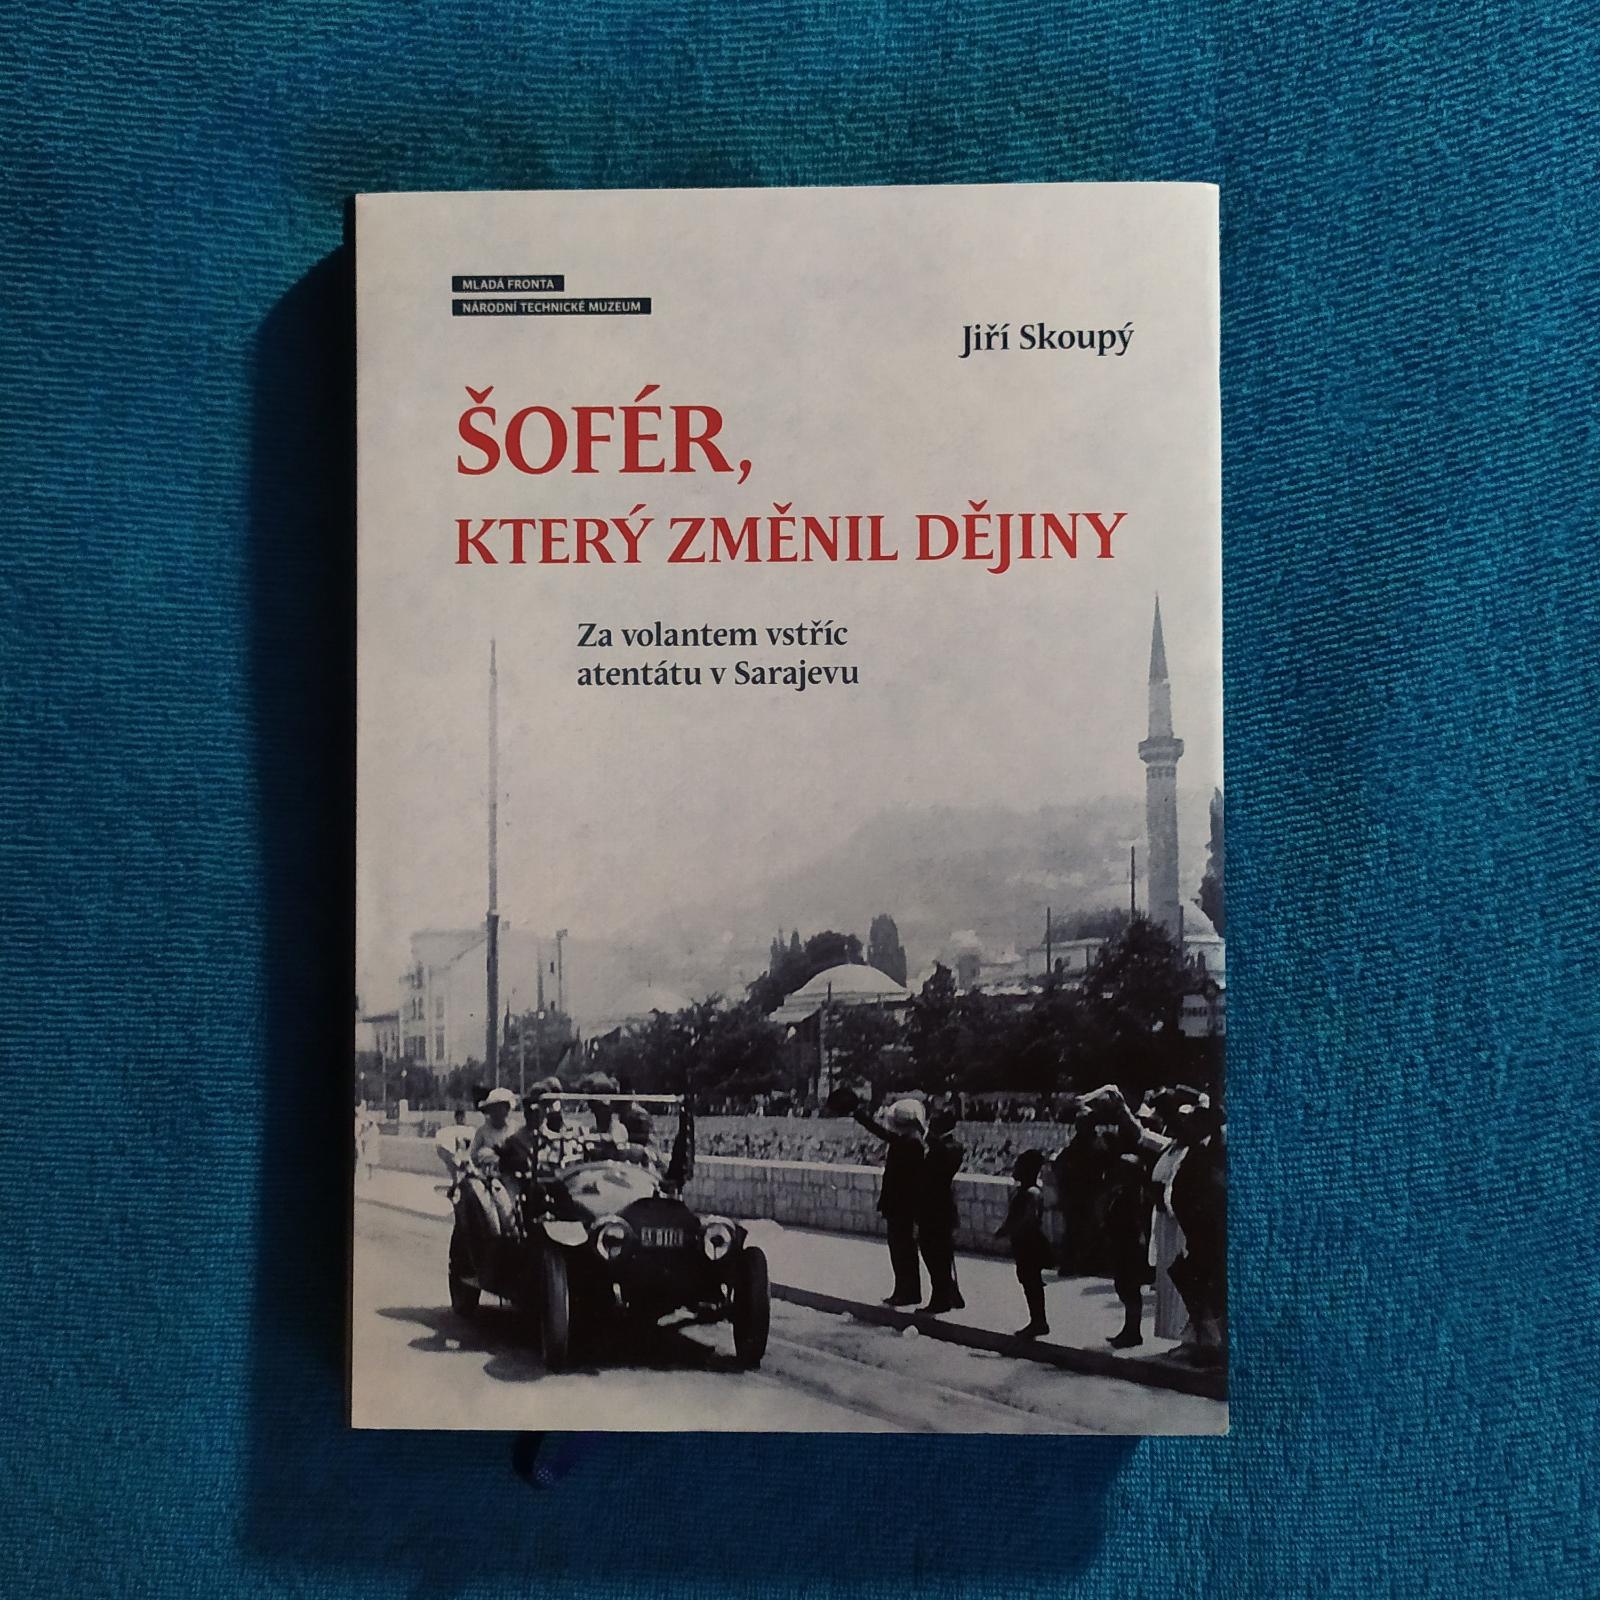 MLADÁ FRONTA
NÁRODNÍ TECHNICKÉ MUZEUM
Jiří Skoupý
ŠOFÉR,
KTERÝ ZMĚNIL DĚJINY
Za volantem vstříc
atentátu v Sarajevu